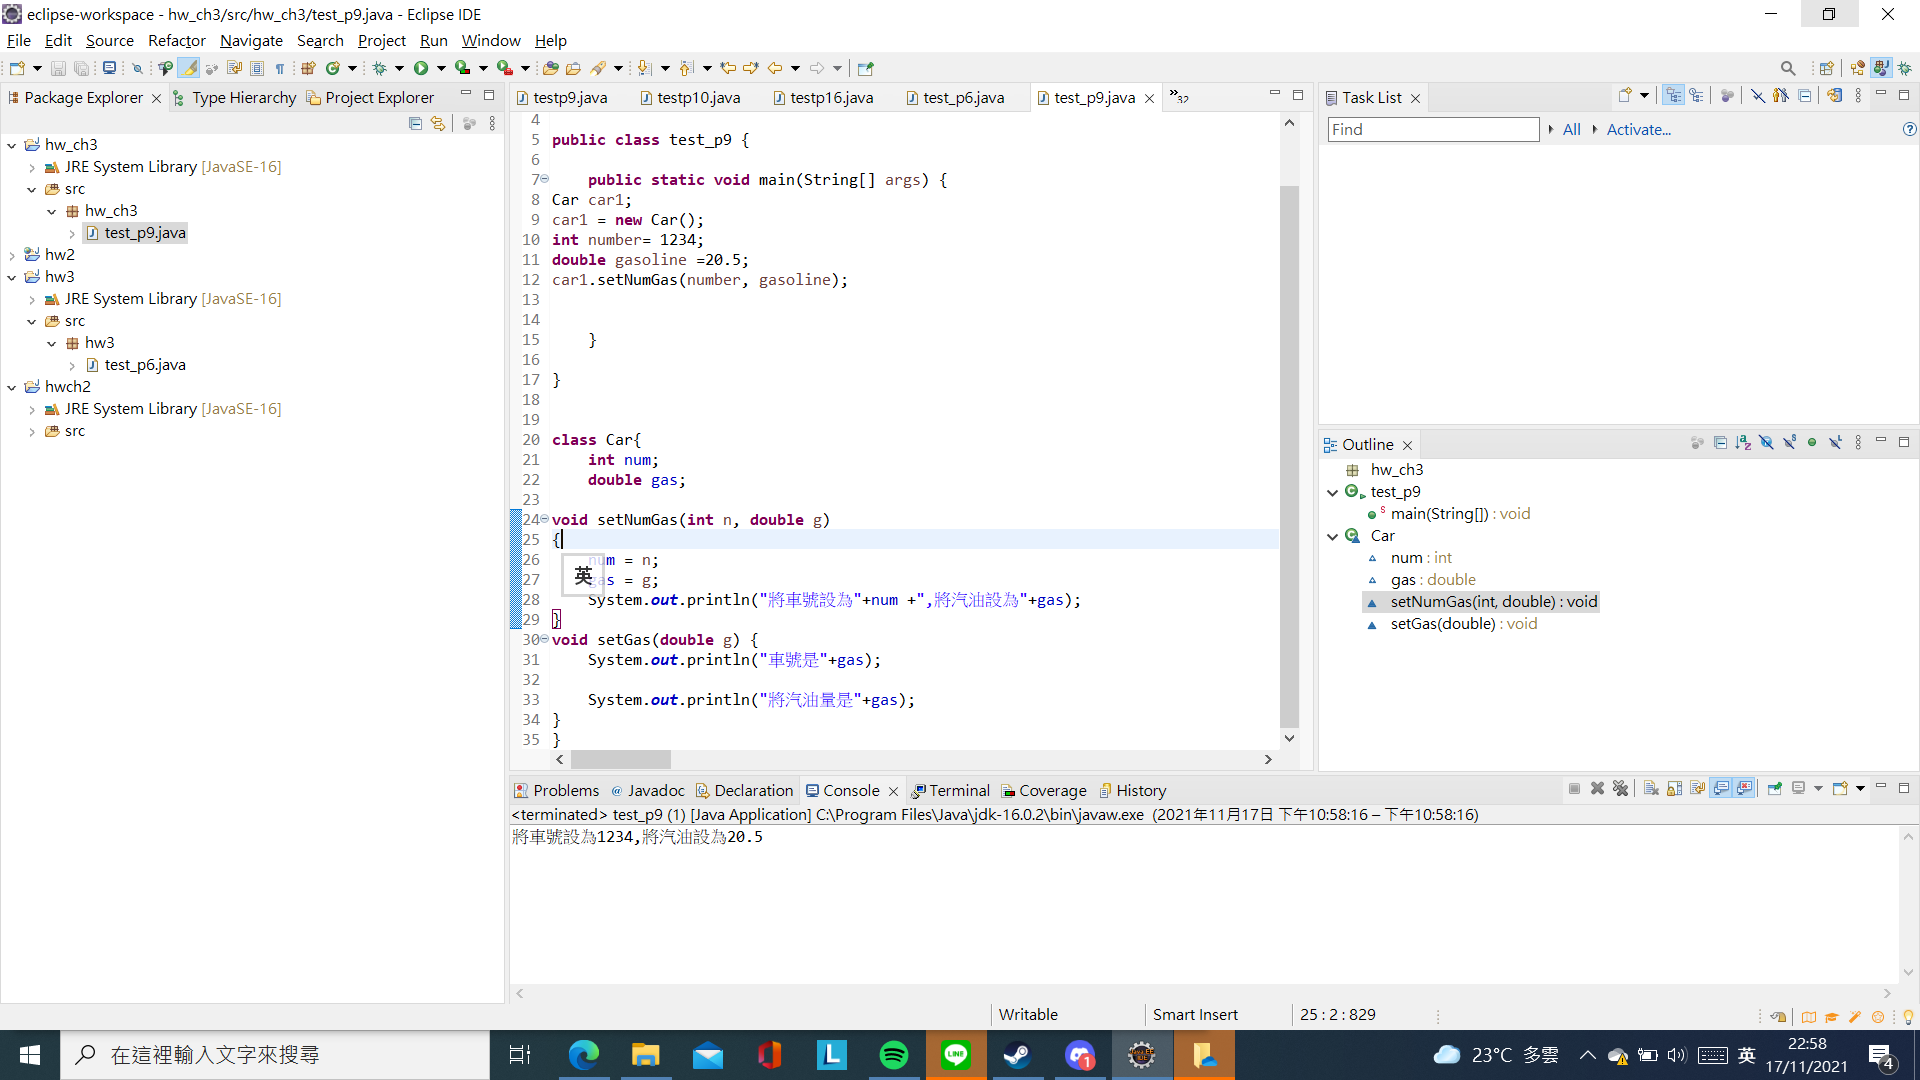 eclipse-workspace - hw_ch3/src/hw_ch3/test_p9.java - Eclipse IDE
File Edit Source Refactor Navigate Search Project Run Window Help
Package Explorer Type Hierarchy Project Explorer
hw_ch3
JRE System Library [JavaSE-16]
src
hw_ch3
test_p9.java
hw2
hw3
JRE System Library [JavaSE-16]
src
hw3
test_p6.java
hwch2
JRE System Library [JavaSE-16]
src
testp9.java testp10.java testp16.java test_p6.java test_p9.java »32
4
5 public class test_p9 {
6
7 public static void main(String[] args) {
8 Car car1;
9 car1 = new Car();
10 int number= 1234;
11 double gasoline =20.5;
12 car1.setNumGas(number, gasoline);
13
14
15 }
16
17 }
18
19
20 class Car{
21 int num;
22 double gas;
23
24 void setNumGas(int n, double g)
25 {
26 num = n;
27 gas = g;
英
28 System.out.println("將車號設為"+num +",將汽油設為"+gas);
29 }
30 void setGas(double g) {
31 System.out.println("車號是"+gas);
32
33 System.out.println("將汽油量是"+gas);
34 }
35 }
Task List
Find All Activate...
Outline
hw_ch3
test_p9
main(String[]) : void
Car
num : int
gas : double
setNumGas(int, double) : void
setGas(double) : void
Problems Javadoc Declaration Console Terminal Coverage History
<terminated> test_p9 (1) [Java Application] C:\Program Files\Java\jdk-16.0.2\bin\javaw.exe (2021年11月17日 下午10:58:16 – 下午10:58:16)
將車號設為1234,將汽油設為20.5
Writable Smart Insert 25 : 2 : 829
在這裡輸入文字來搜尋
LINE
1
23°C 多雲 英 22:58
17/11/2021
4